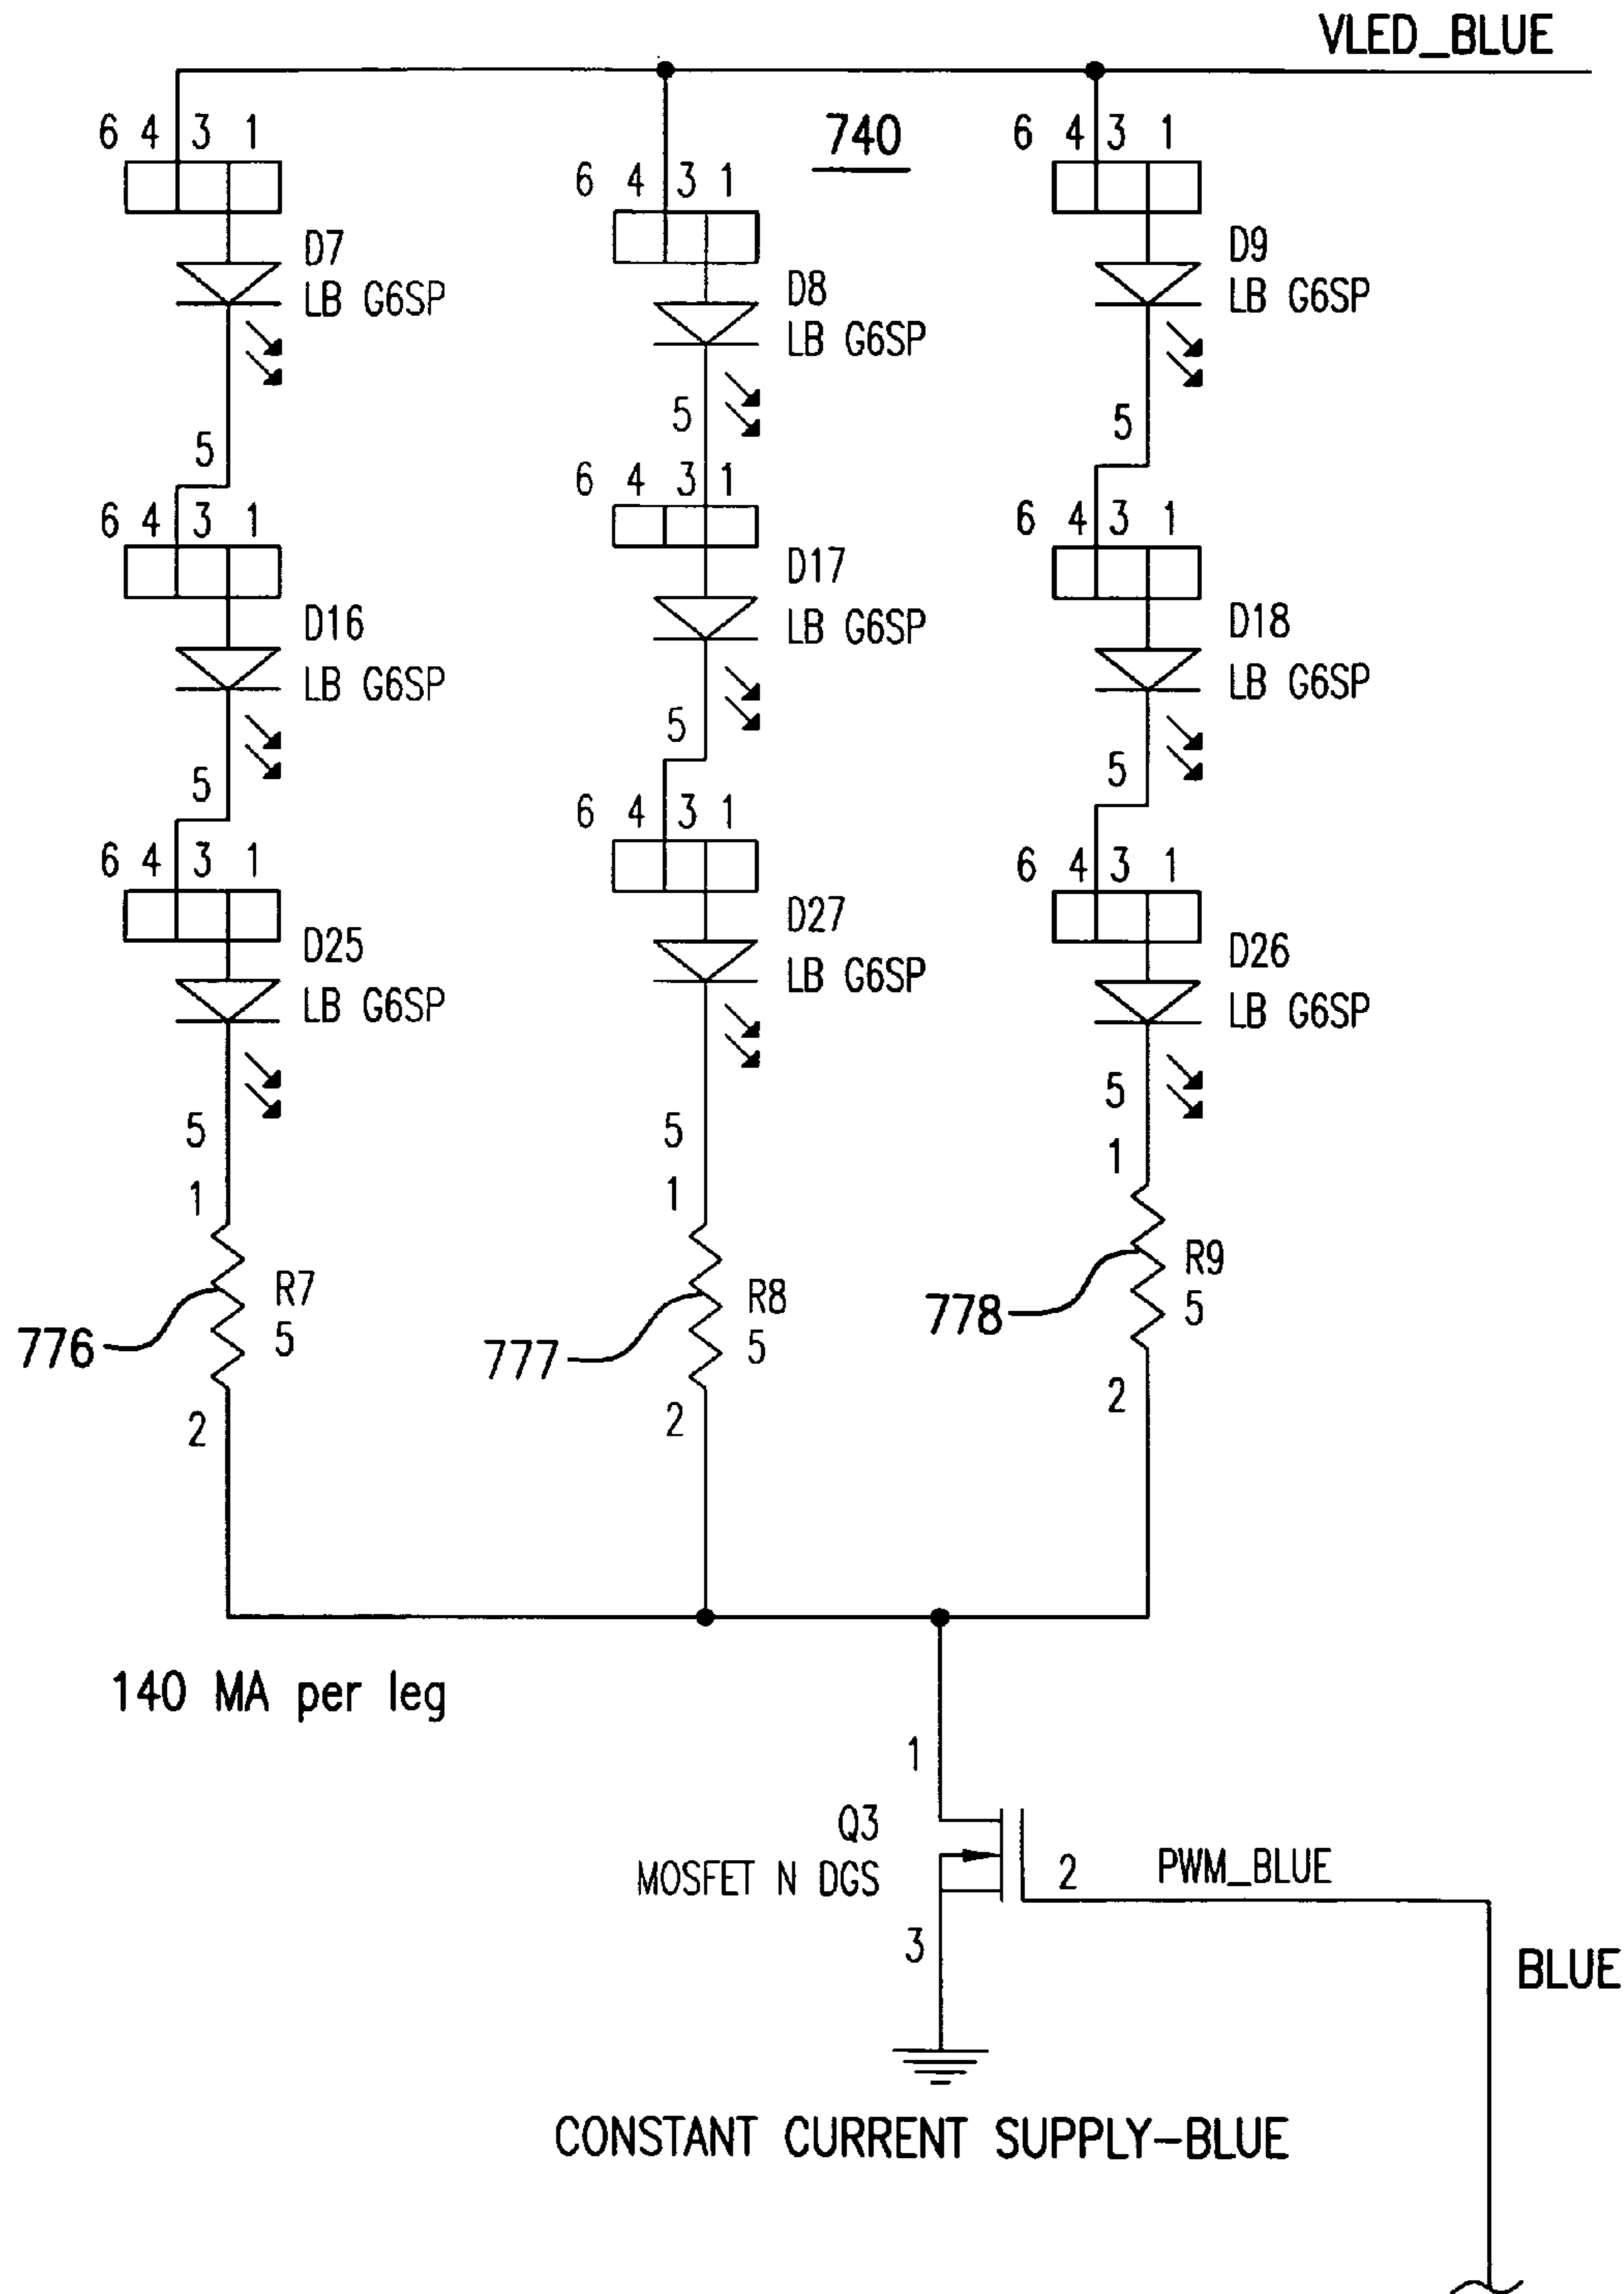 VLED_BLUE
6 4 3 1
740
6 4 3 1
6 4 3 1
D7
LB G6SP
D8
LB G6SP
D9
LB G6SP
5
5
5
6 4 3 1
6 4 3 1
6 4 3 1
D16
LB G6SP
D17
LB G6SP
D18
LB G6SP
5
5
5
6 4 3 1
6 4 3 1
6 4 3 1
D25
LB G6SP
D27
LB G6SP
D26
LB G6SP
5
5
5
1
1
1
R7
5
R8
5
R9
5
776
777
778
2
2
2
140 MA per leg
1
Q3
MOSFET N DGS
2
PWM_BLUE
3
BLUE
CONSTANT CURRENT SUPPLY-BLUE